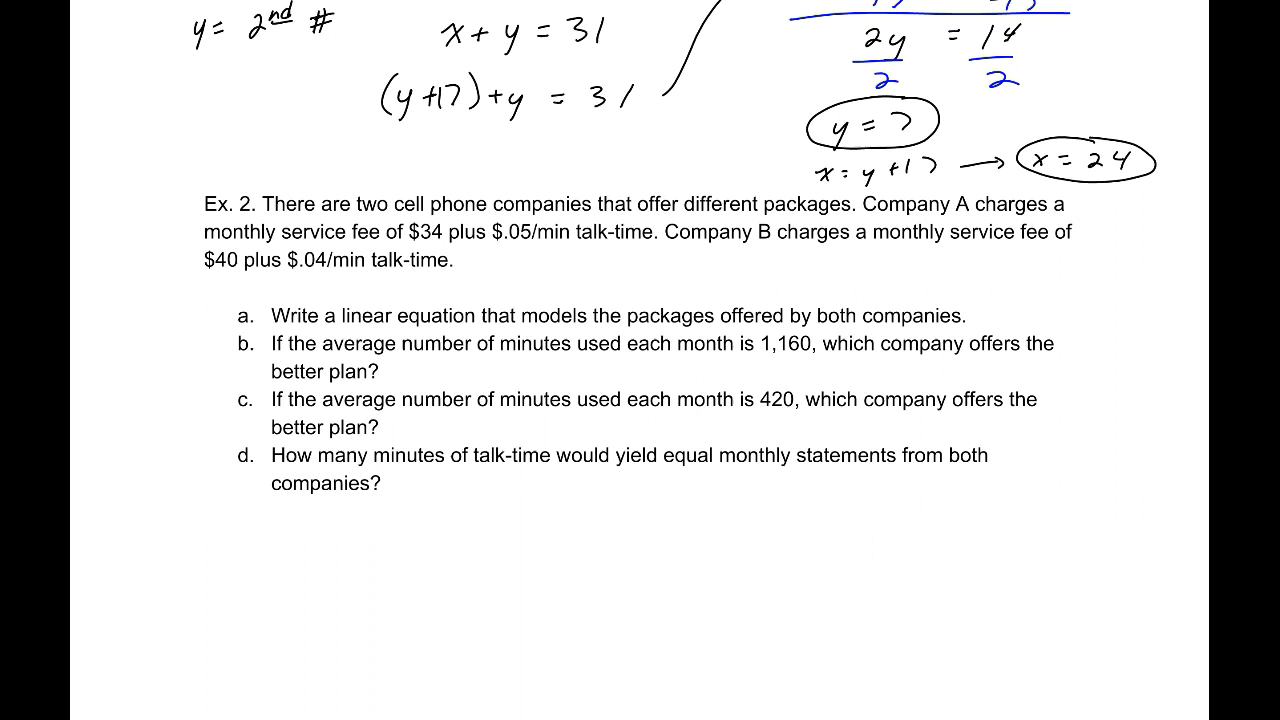 y = 2nd #
x + y = 31
(y+17)+y = 31
2y = 14
2 2
y = 7
x = y +17 → x = 24
Ex. 2. There are two cell phone companies that offer different packages. Company A charges a
monthly service fee of $34 plus $.05/min talk-time. Company B charges a monthly service fee of
$40 plus $.04/min talk-time.
a. Write a linear equation that models the packages offered by both companies.
b. If the average number of minutes used each month is 1,160, which company offers the
better plan?
c. If the average number of minutes used each month is 420, which company offers the
better plan?
d. How many minutes of talk-time would yield equal monthly statements from both
companies?